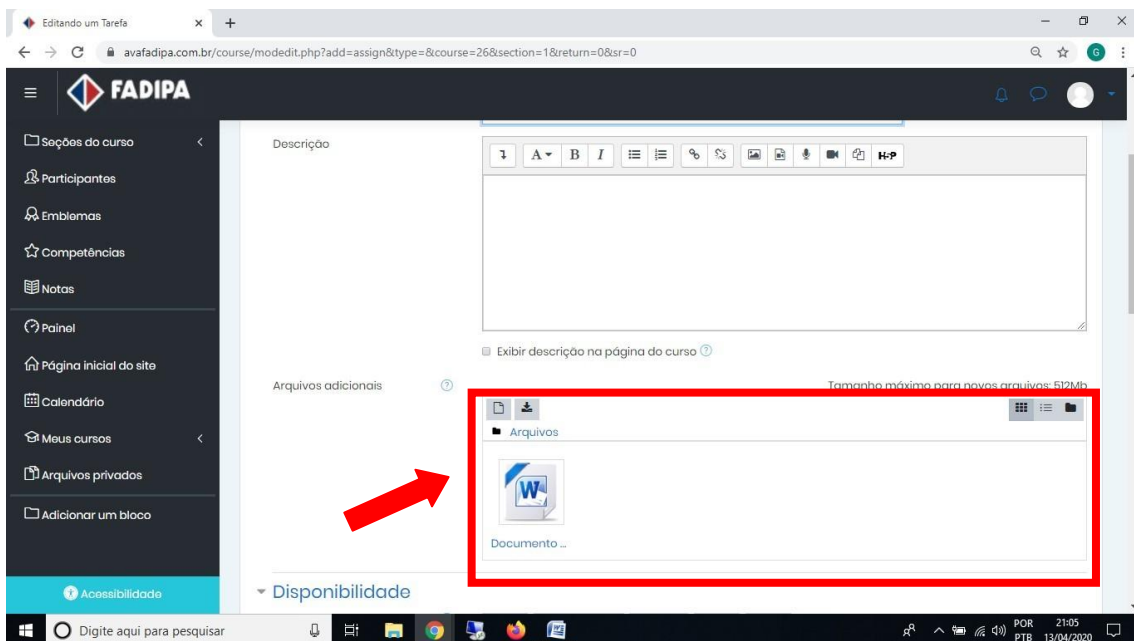 Editando um Tarefa
avafadipa.com.br/course/modedit.php?add=assign&type=&course=26&section=1&return=0&sr=0
G
FADIPA
Seções do curso
Participantes
Emblemas
Competências
Notas
Painel
Página inicial do site
Calendário
Meus cursos
Arquivos privados
Adicionar um bloco
Acessibilidade
Descrição
A B I H-P
Exibir descrição na página do curso ?
Arquivos adicionais ?
Tamanho máximo para novos arquivos: 512Mb
Arquivos
W
Documento ...
Disponibilidade
Digite aqui para pesquisar
POR 21:05
PTB 13/04/2020